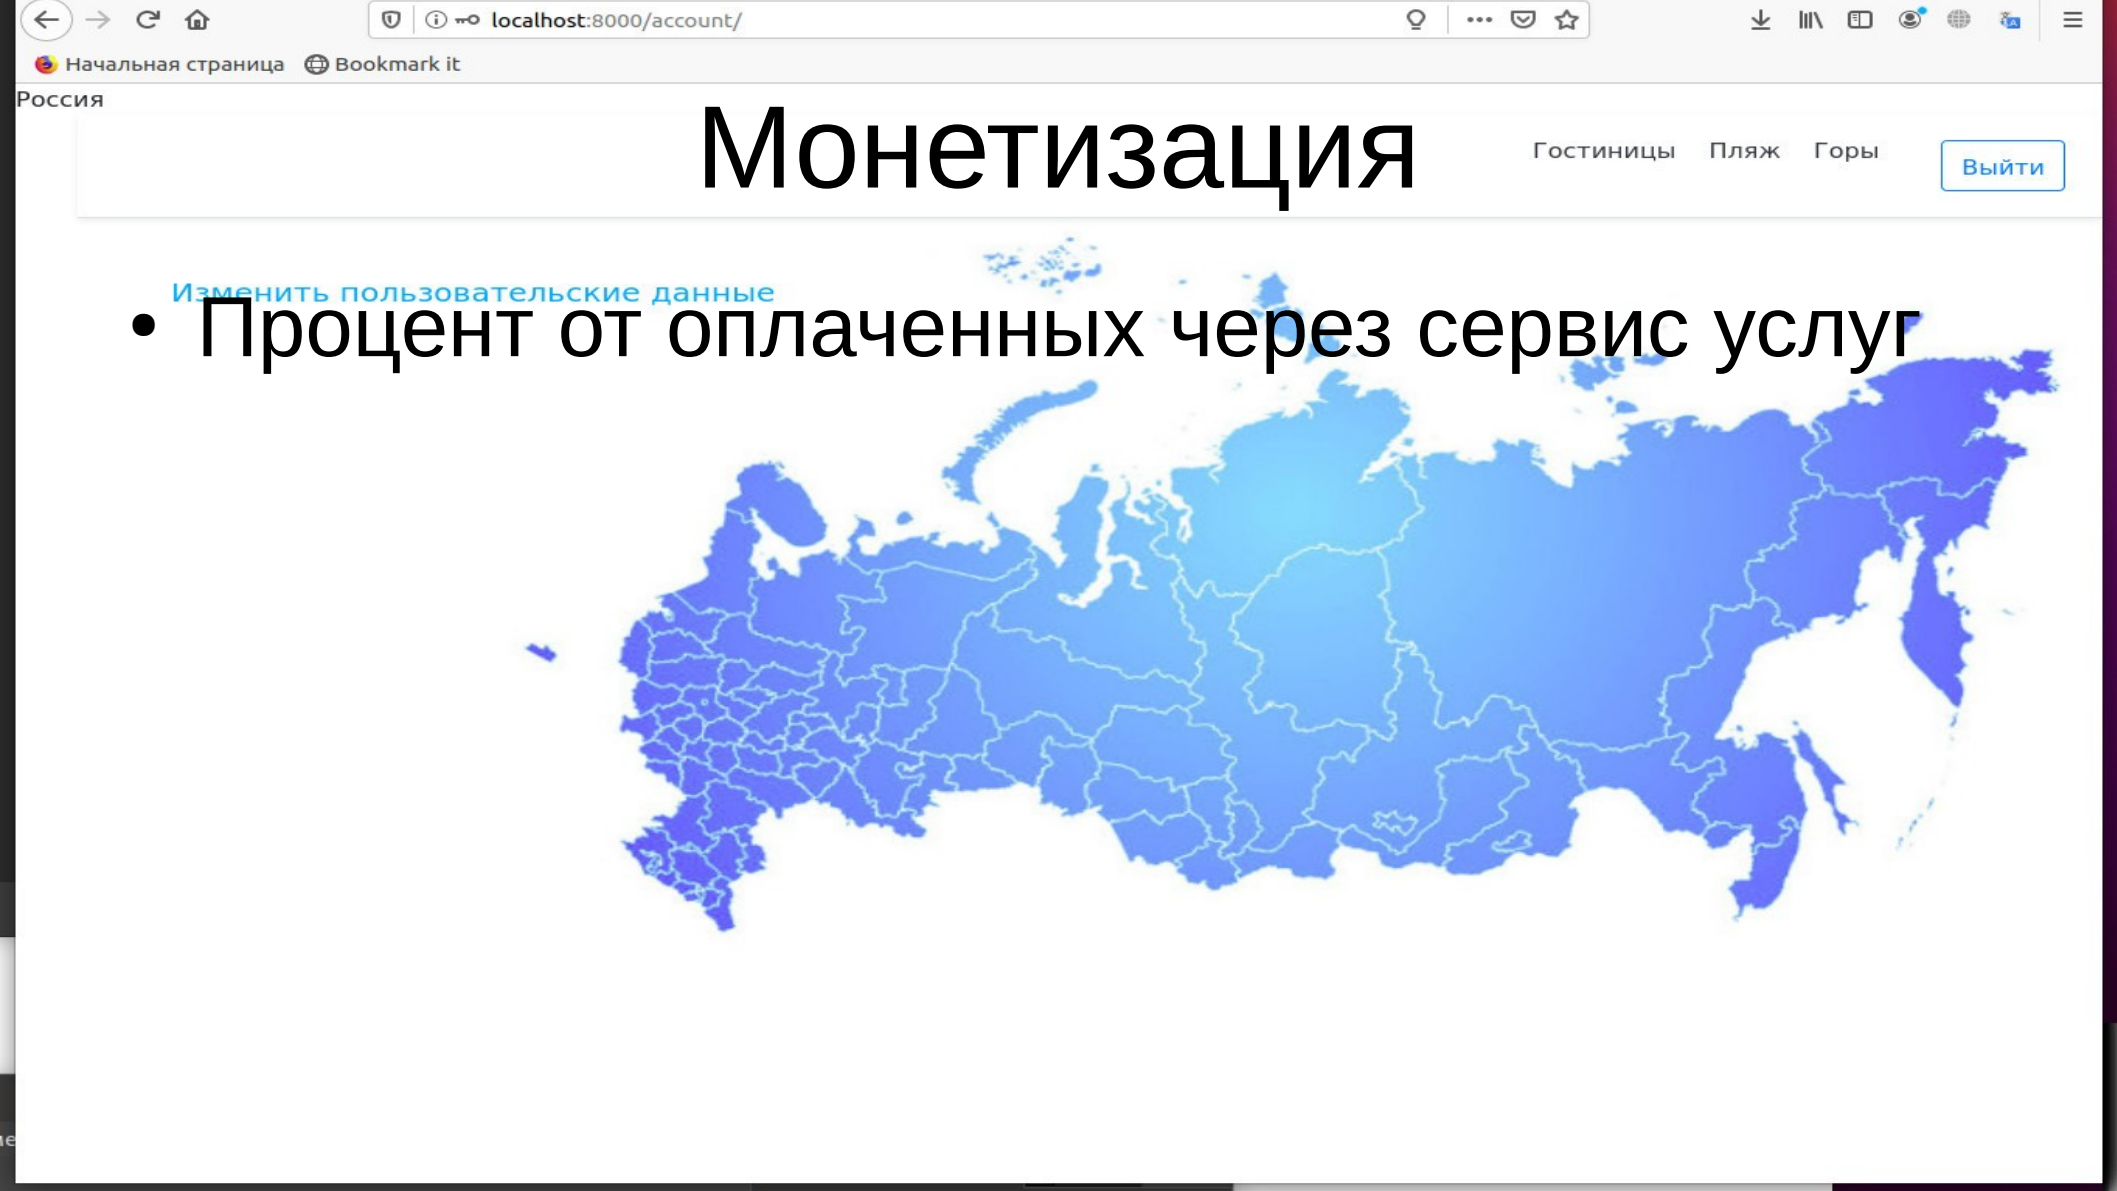 localhost:8000/account/
Начальная страница Bookmark it
Россия
Монетизация
Гостиницы Пляж Горы Выйти
Изменить пользовательские данные
• Процент от оплаченных через сервис услуг